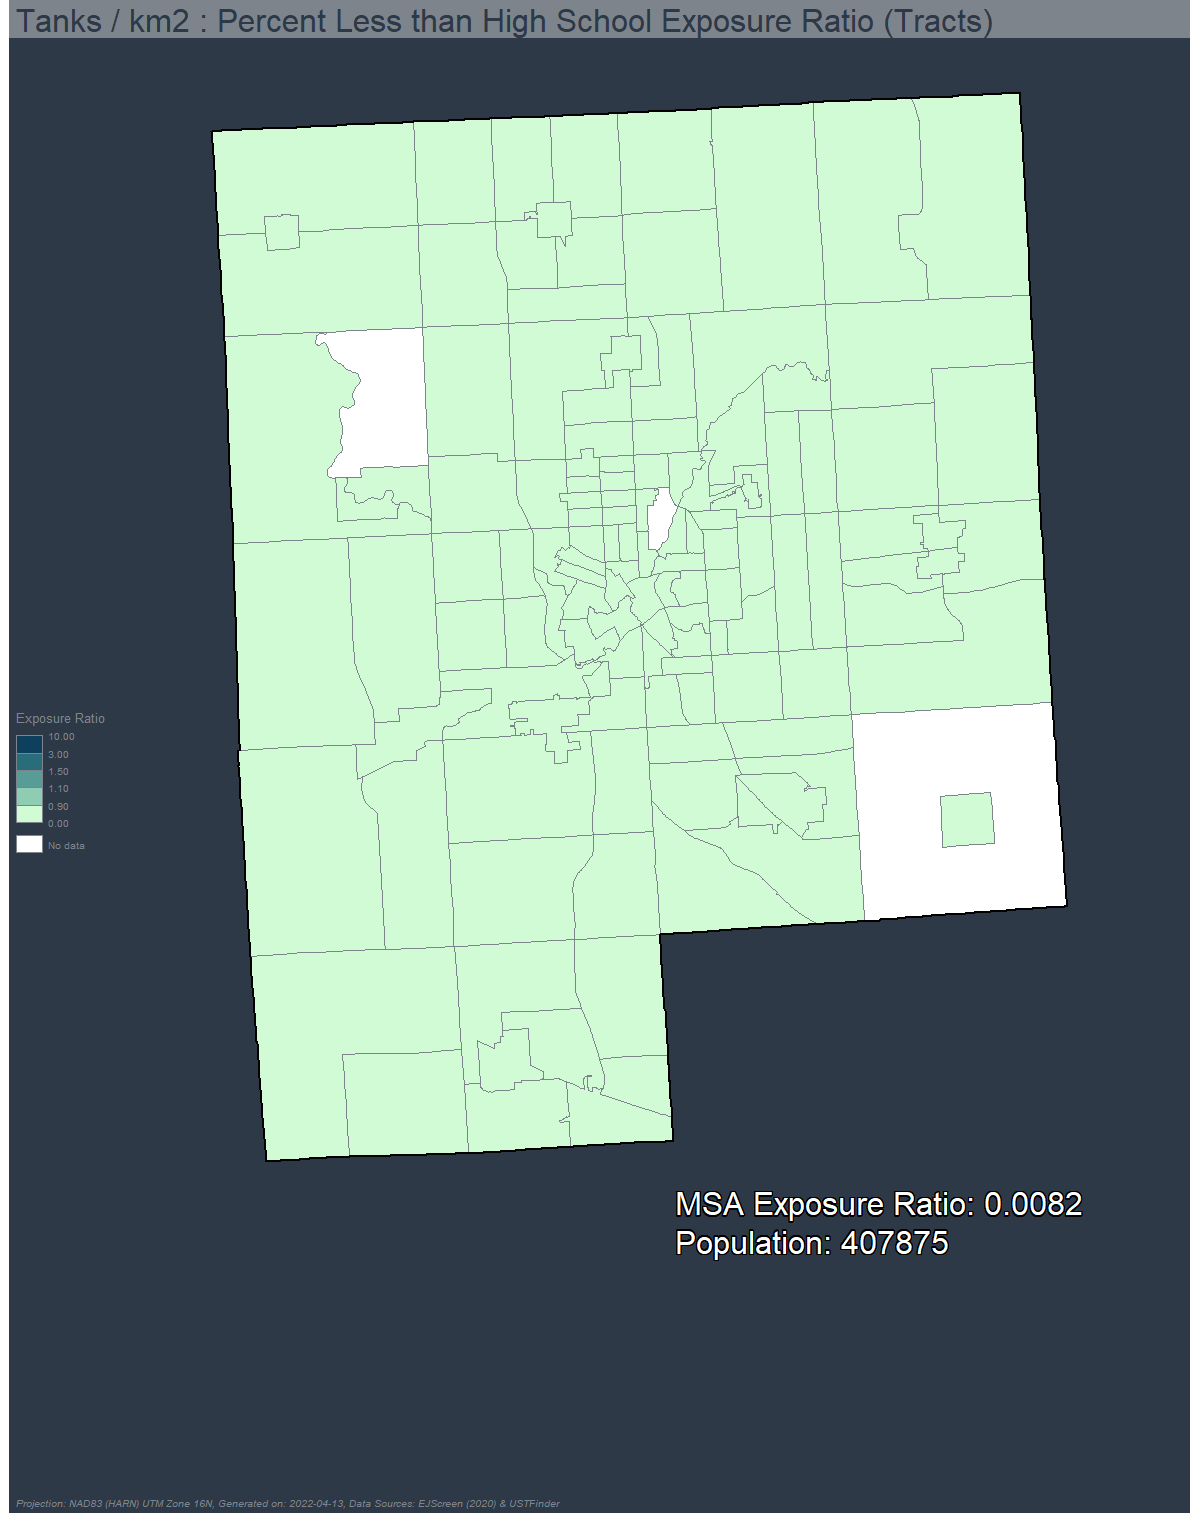 Tanks / km2 : Percent Less than High School Exposure Ratio (Tracts)
Exposure Ratio
10.00
3.00
1.50
1.10
0.90
0.00
No data
MSA Exposure Ratio: 0.0082
Population: 407875
Projection: NAD83 (HARN) UTM Zone 16N, Generated on: 2022-04-13, Data Sources: EJScreen (2020) & USTFinder